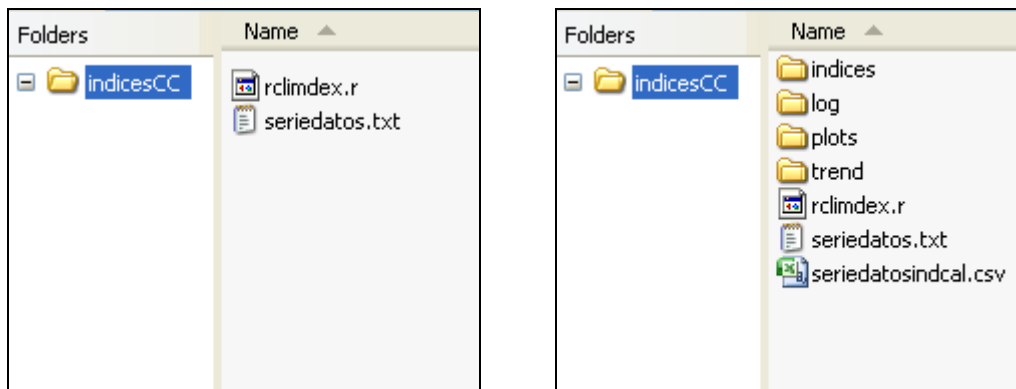 Folders
Name
indicesCC
rclimdex.r
seriedatos.txt
Folders
Name
indicesCC
indices
log
plots
trend
rclimdex.r
seriedatos.txt
seriedatosindcal.csv